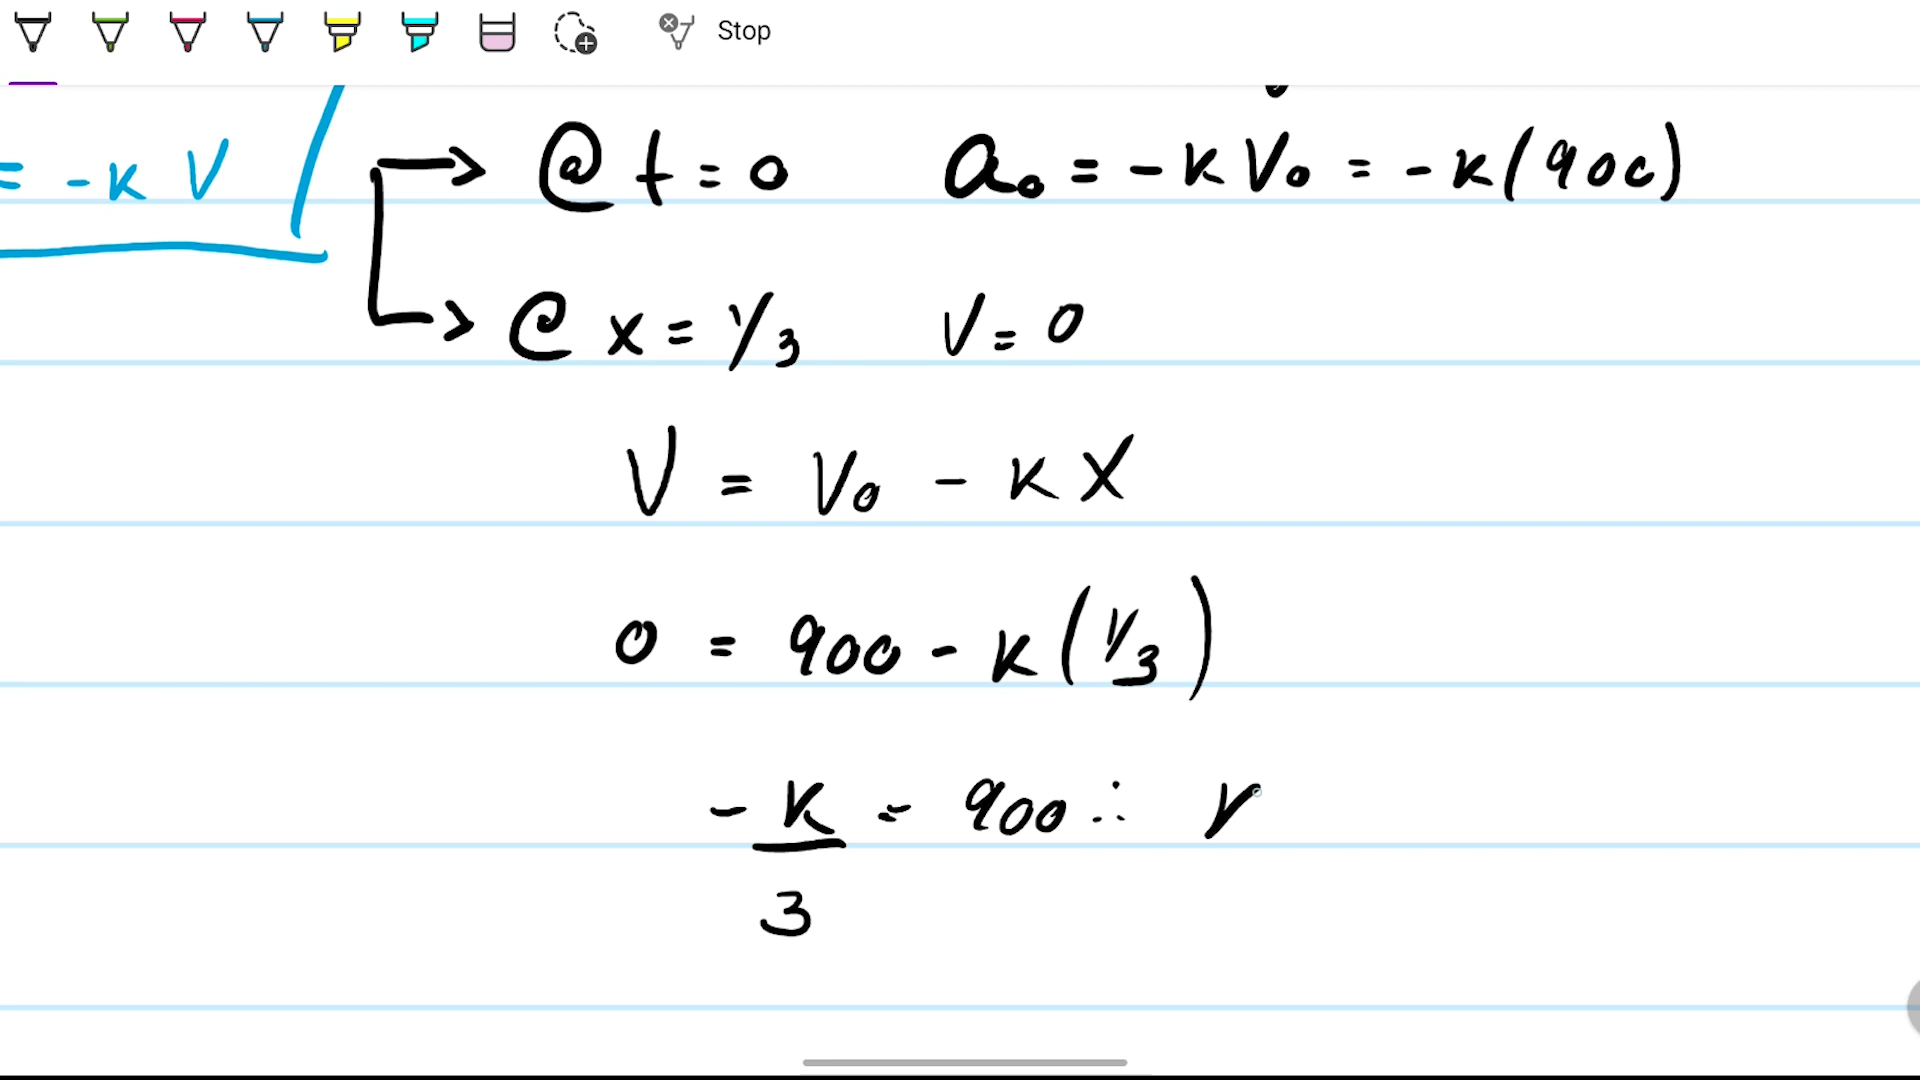 Stop
= -K V
@ t = 0 a₀ = -K V₀ = -K(900)
@ x = 1/3 V = 0
V = V₀ - K X
0 = 900 - K (1/3)
- K/3 = 900 ∴